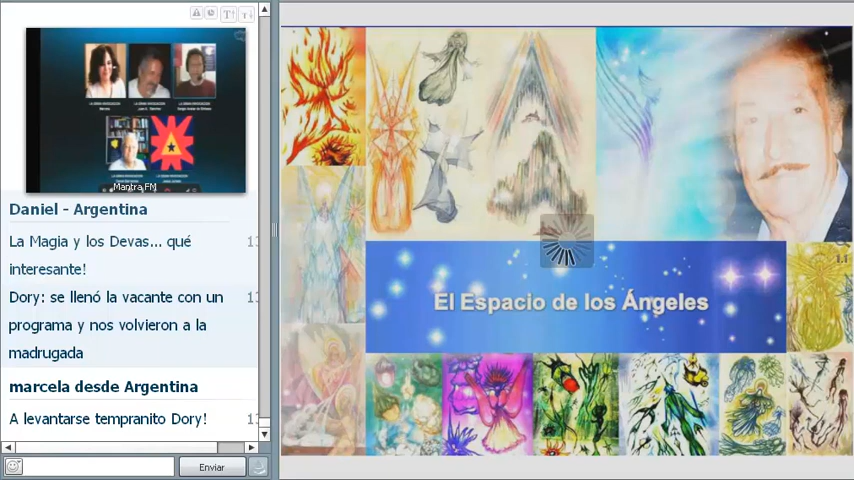 T↑
T↓
Mantra FM
Daniel - Argentina
La Magia y los Devas... qué
interesante!
Dory: se llenó la vacante con un
programa y nos volvieron a la
madrugada
marcela desde Argentina
A levantarse tempranito Dory!
Enviar
El Espacio de los Ángeles